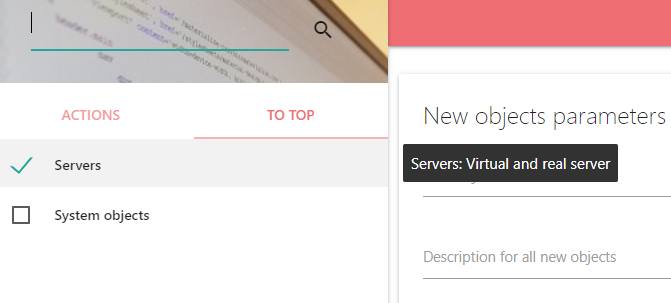 ACTIONS
TO TOP
Servers
System objects
New objects parameters
Servers: Virtual and real server
Description for all new objects